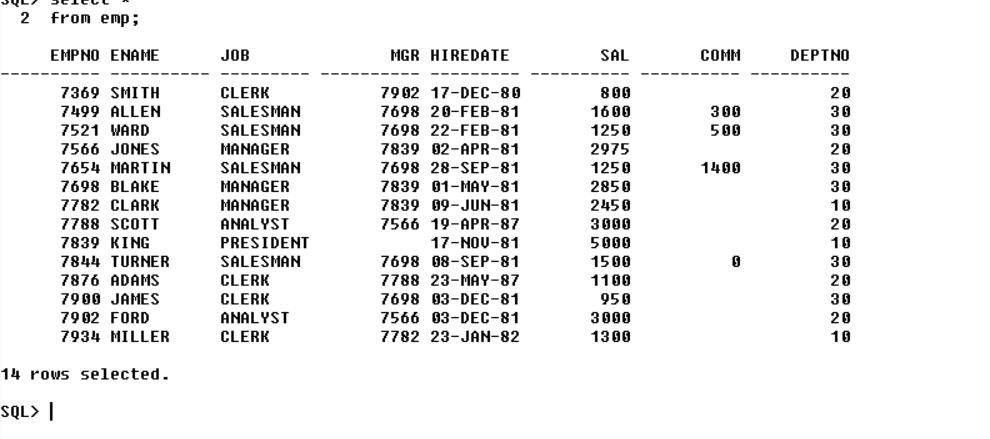 SQL> select *
  2  from emp;

     EMPNO ENAME      JOB              MGR HIREDATE         SAL       COMM     DEPTNO
---------- ---------- --------- ---------- --------- ---------- ---------- ----------
      7369 SMITH      CLERK           7902 17-DEC-80        800                    20
      7499 ALLEN      SALESMAN        7698 20-FEB-81       1600        300         30
      7521 WARD       SALESMAN        7698 22-FEB-81       1250        500         30
      7566 JONES      MANAGER         7839 02-APR-81       2975                    20
      7654 MARTIN     SALESMAN        7698 28-SEP-81       1250       1400         30
      7698 BLAKE      MANAGER         7839 01-MAY-81       2850                    30
      7782 CLARK      MANAGER         7839 09-JUN-81       2450                    10
      7788 SCOTT      ANALYST         7566 19-APR-87       3000                    20
      7839 KING       PRESIDENT            17-NOV-81       5000                    10
      7844 TURNER     SALESMAN        7698 08-SEP-81       1500          0         30
      7876 ADAMS      CLERK           7788 23-MAY-87       1100                    20
      7900 JAMES      CLERK           7698 03-DEC-81        950                    30
      7902 FORD       ANALYST         7566 03-DEC-81       3000                    20
      7934 MILLER     CLERK           7782 23-JAN-82       1300                    10

14 rows selected.

SQL>